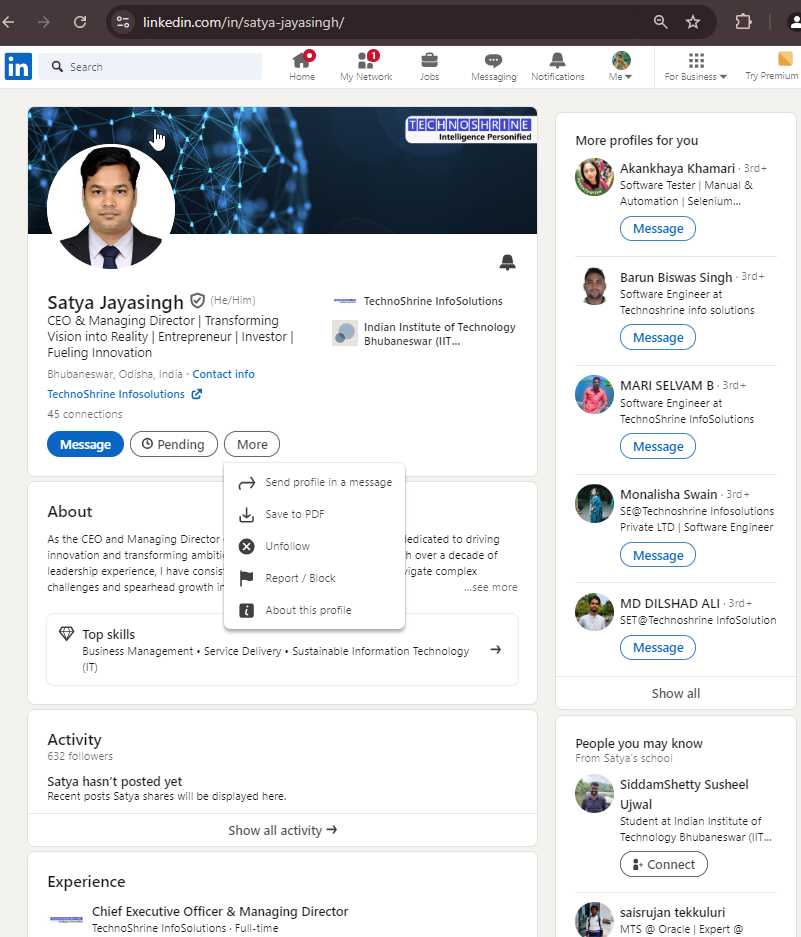 linkedin.com/in/satya-jayasingh/
in
Search
Home
1
My Network
Jobs
Messaging
Notifications
Me
For Business
Try Premium
TECHNOSHRINE
Intelligence Personified
Satya Jayasingh (He/Him)
CEO & Managing Director | Transforming
Vision into Reality | Entrepreneur | Investor |
Fueling Innovation
TechnoShrine InfoSolutions
Indian Institute of Technology
Bhubaneswar (IIT...
Bhubaneswar, Odisha, India · Contact info
TechnoShrine Infosolutions
45 connections
Message
Pending
More
Send profile in a message
Save to PDF
Unfollow
Report / Block
About this profile
About
As the CEO and Managing Director
dedicated to driving
innovation and transforming
with over a decade of
leadership experience, I have
challenges and spearhead growth
...see more
Top skills
Business Management • Service Delivery • Sustainable Information Technology
(IT)
Activity
632 followers
Satya hasn't posted yet
Recent posts Satya shares will be displayed here.
Show all activity
Experience
Chief Executive Officer & Managing Director
TechnoShrine InfoSolutions · Full-time
More profiles for you
Akankhaya Khamari · 3rd+
Software Tester | Manual &
Automation | Selenium...
Message
Barun Biswas Singh · 3rd+
Software Engineer at
Technoshrine info solutions
Message
MARI SELVAM B · 3rd+
Software Engineer at
TechnoShrine InfoSolutions
Message
Monalisha Swain · 3rd+
SE@Technoshrine Infosolutions
Private LTD | Software Engineer
Message
MD DILSHAD ALI · 3rd+
SET@Technoshrine InfoSolution
Message
Show all
People you may know
From Satya's school
SiddamShetty Susheel
Ujwal
Student at Indian Institute of
Technology Bhubaneswar (IIT...
Connect
saisrujan tekkuluri
MTS @ Oracle | Expert @